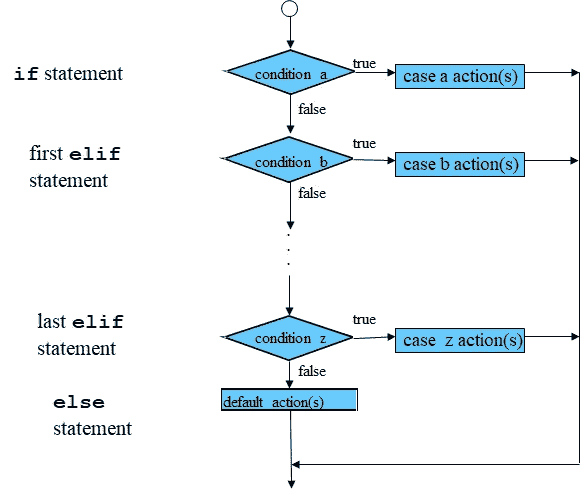 true
if statement
condition a
case a action(s)
false
true
first elif
statement
condition b
case b action(s)
false
.
.
.
true
last elif
statement
condition z
case z action(s)
false
else
statement
default action(s)